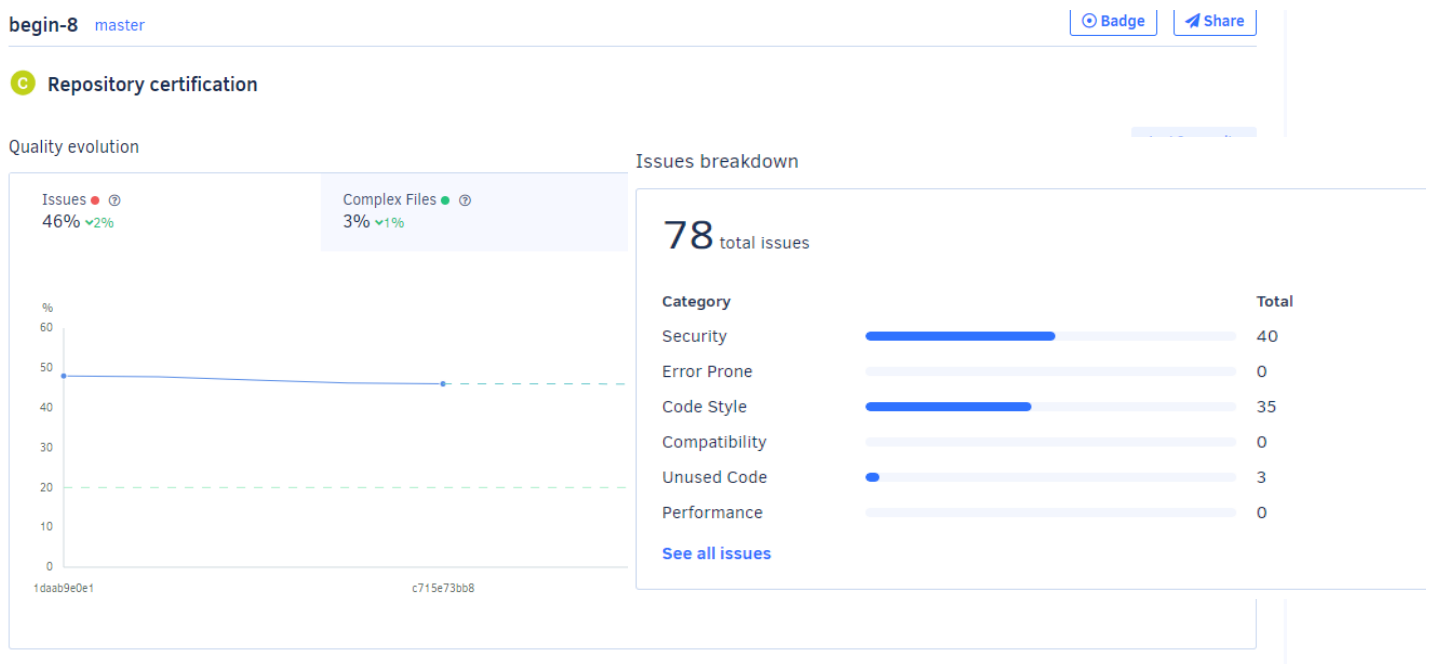 begin-8 master
Badge
Share
C Repository certification
Quality evolution
Issues
46% 2%
Complex Files
3% 1%
%
60
50
40
30
20
10
0
1daab9e0e1
c715e73bb8
Issues breakdown
78 total issues
Category Total
Security 40
Error Prone 0
Code Style 35
Compatibility 0
Unused Code 3
Performance 0
See all issues